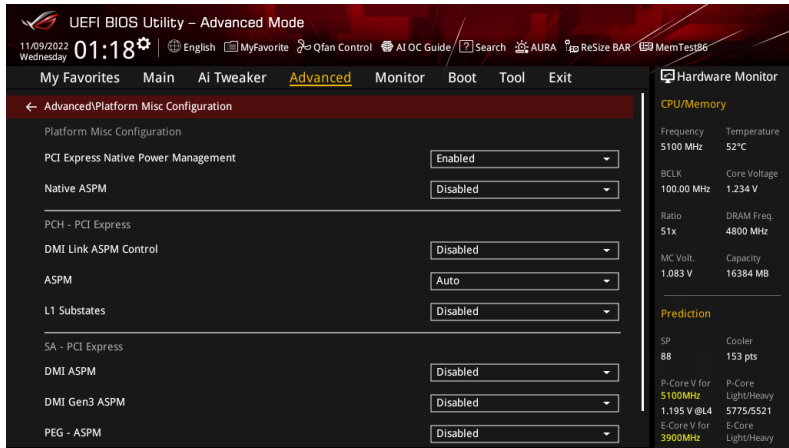 UEFI BIOS Utility – Advanced Mode
11/09/2022 Wednesday 01:18 English MyFavorite Qfan Control AI OC Guide ? Search AURA ReSize BAR MemTest86
My Favorites Main Ai Tweaker Advanced Monitor Boot Tool Exit
Hardware Monitor
← Advanced\Platform Misc Configuration
Platform Misc Configuration
PCI Express Native Power Management Enabled
Native ASPM Disabled
PCH - PCI Express
DMI Link ASPM Control Disabled
ASPM Auto
L1 Substates Disabled
SA - PCI Express
DMI ASPM Disabled
DMI Gen3 ASPM Disabled
PEG - ASPM Disabled
CPU/Memory
Frequency Temperature
5100 MHz 52°C
BCLK Core Voltage
100.00 MHz 1.234 V
Ratio DRAM Freq.
51x 4800 MHz
MC Volt. Capacity
1.083 V 16384 MB
Prediction
SP Cooler
88 153 pts
P-Core V for P-Core
5100MHz Light/Heavy
1.195 V @L4 5775/5521
E-Core V for E-Core
3900MHz Light/Heavy